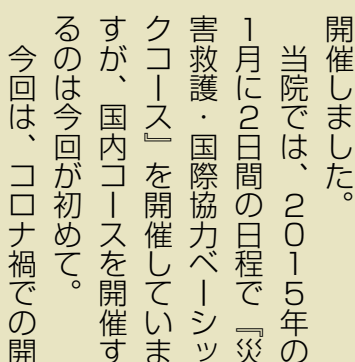 開催しました。
　当院では、２０１５年の
１月に２日間の日程で『災
害救護・国際協力ベーシッ
クコース』を開催していま
すが、国内コースを開催す
るのは今回が初めて。
　今回は、コロナ禍での開